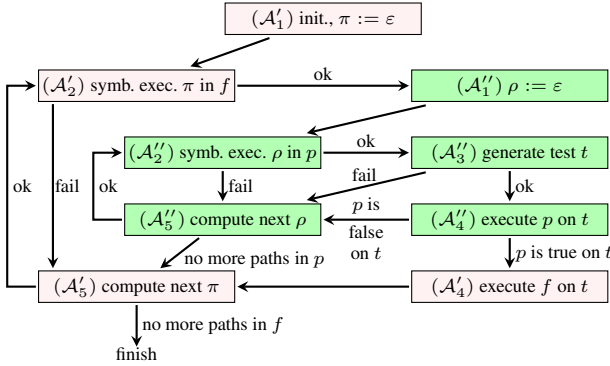 (𝒜′₁) init., π := ε
(𝒜′₂) symb. exec. π in f
ok
(𝒜″₁) ρ := ε
(𝒜″₂) symb. exec. ρ in p
ok
(𝒜″₃) generate test t
ok
fail
ok
fail
fail
ok
(𝒜″₅) compute next ρ
p is
false
on t
(𝒜″₄) execute p on t
no more paths in p
p is true on t
(𝒜′₅) compute next π
(𝒜′₄) execute f on t
no more paths in f
finish